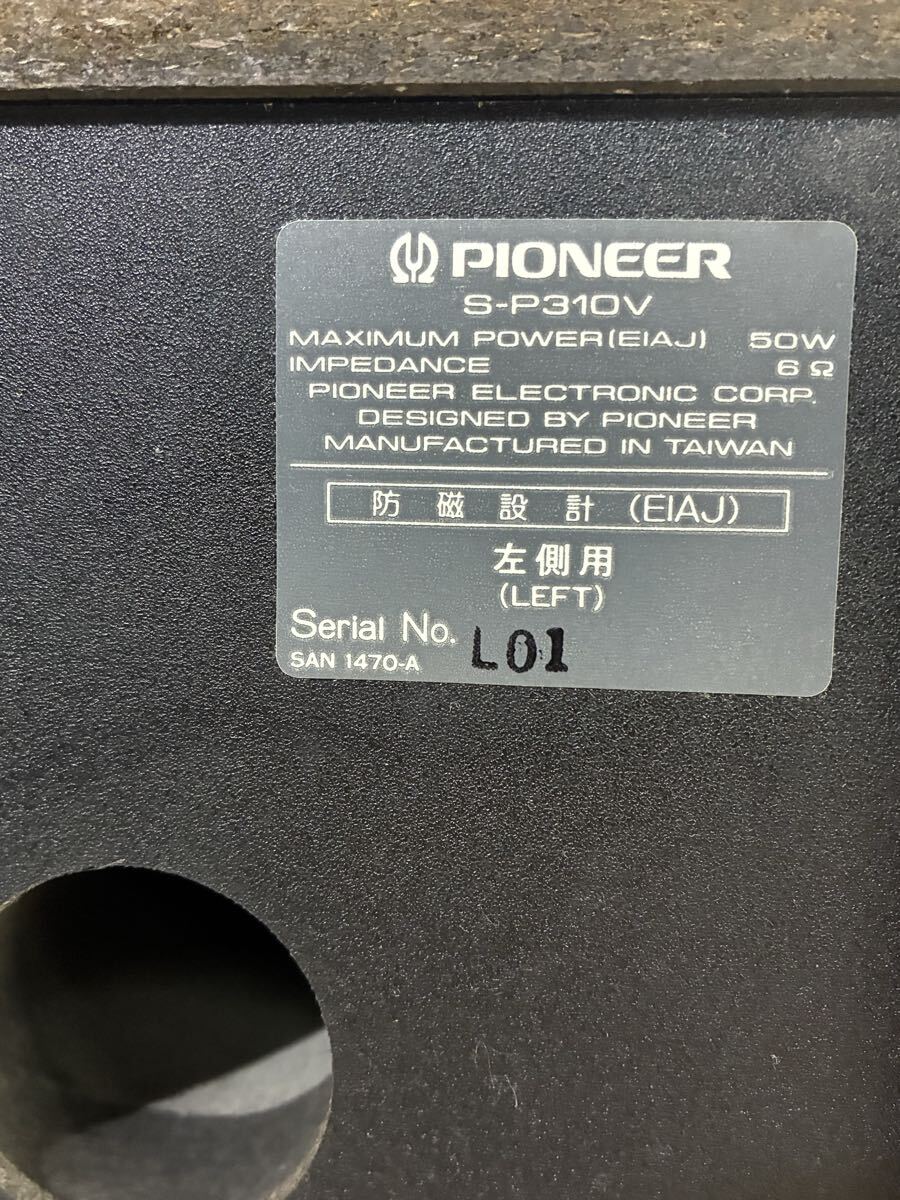 PIONEER
S-P310V
MAXIMUM POWER(EIAJ) 50W
IMPEDANCE 6Ω
PIONEER ELECTRONIC CORP.
DESIGNED BY PIONEER
MANUFACTURED IN TAIWAN
防磁設計(EIAJ)
左側用
(LEFT)
Serial No. L01
SAN 1470-A